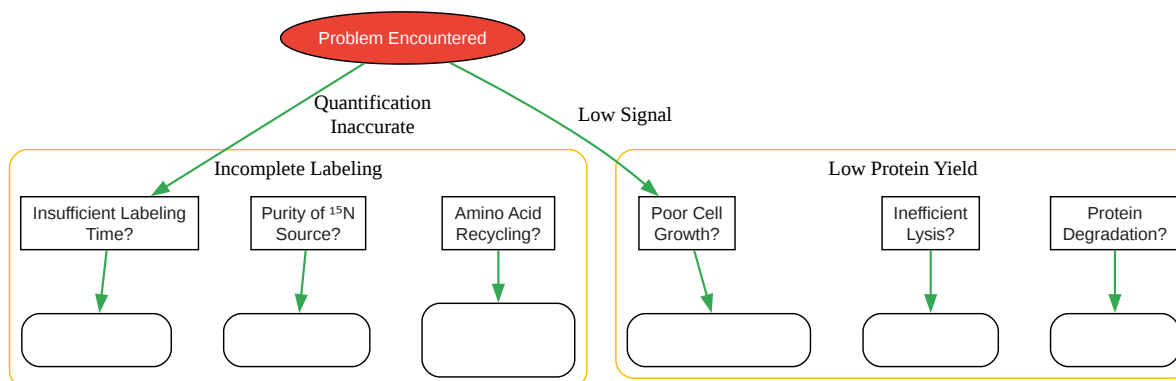 Problem Encountered
Quantification
Inaccurate
Low Signal
Incomplete Labeling
Low Protein Yield
Insufficient Labeling
Time?
Purity of ¹⁵N
Source?
Amino Acid
Recycling?
Poor Cell
Growth?
Inefficient
Lysis?
Protein
Degradation?